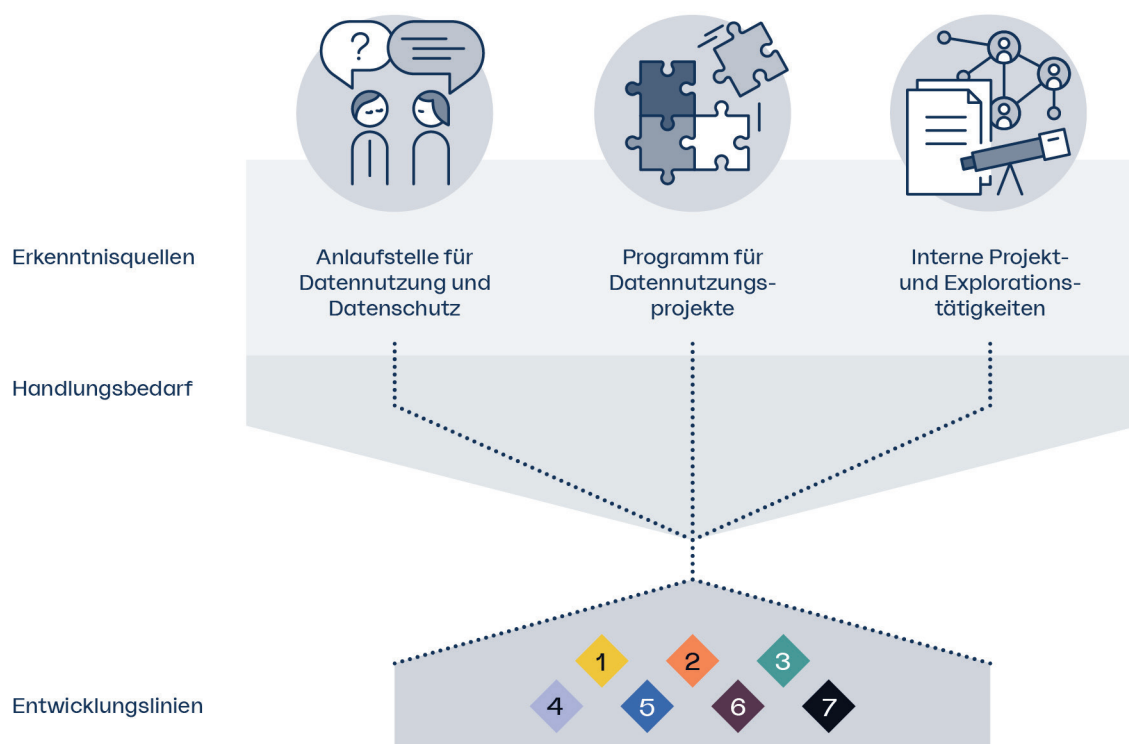 ?
Erkenntnisquellen
Anlaufstelle für
Datennutzung und
Datenschutz
Programm für
Datennutzungs-
projekte
Interne Projekt-
und Explorations-
tätigkeiten
Handlungsbedarf
Entwicklungslinien
1 2 3
4 5 6 7